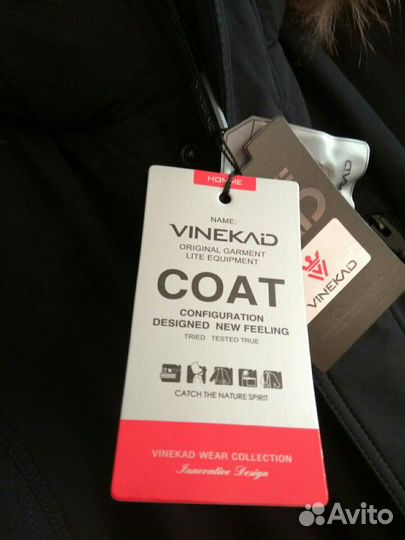 HOMME
NAME:
VINEKAD
ORIGINAL GARMENT
LITE EQUIPMENT
COAT
CONFIGURATION
DESIGNED NEW FEELING
TRIED TESTED TRUE
CATCH THE NATURE SPIRIT
VINEKAD WEAR COLLECTION
Innovative Design
VINEKAD
Avito